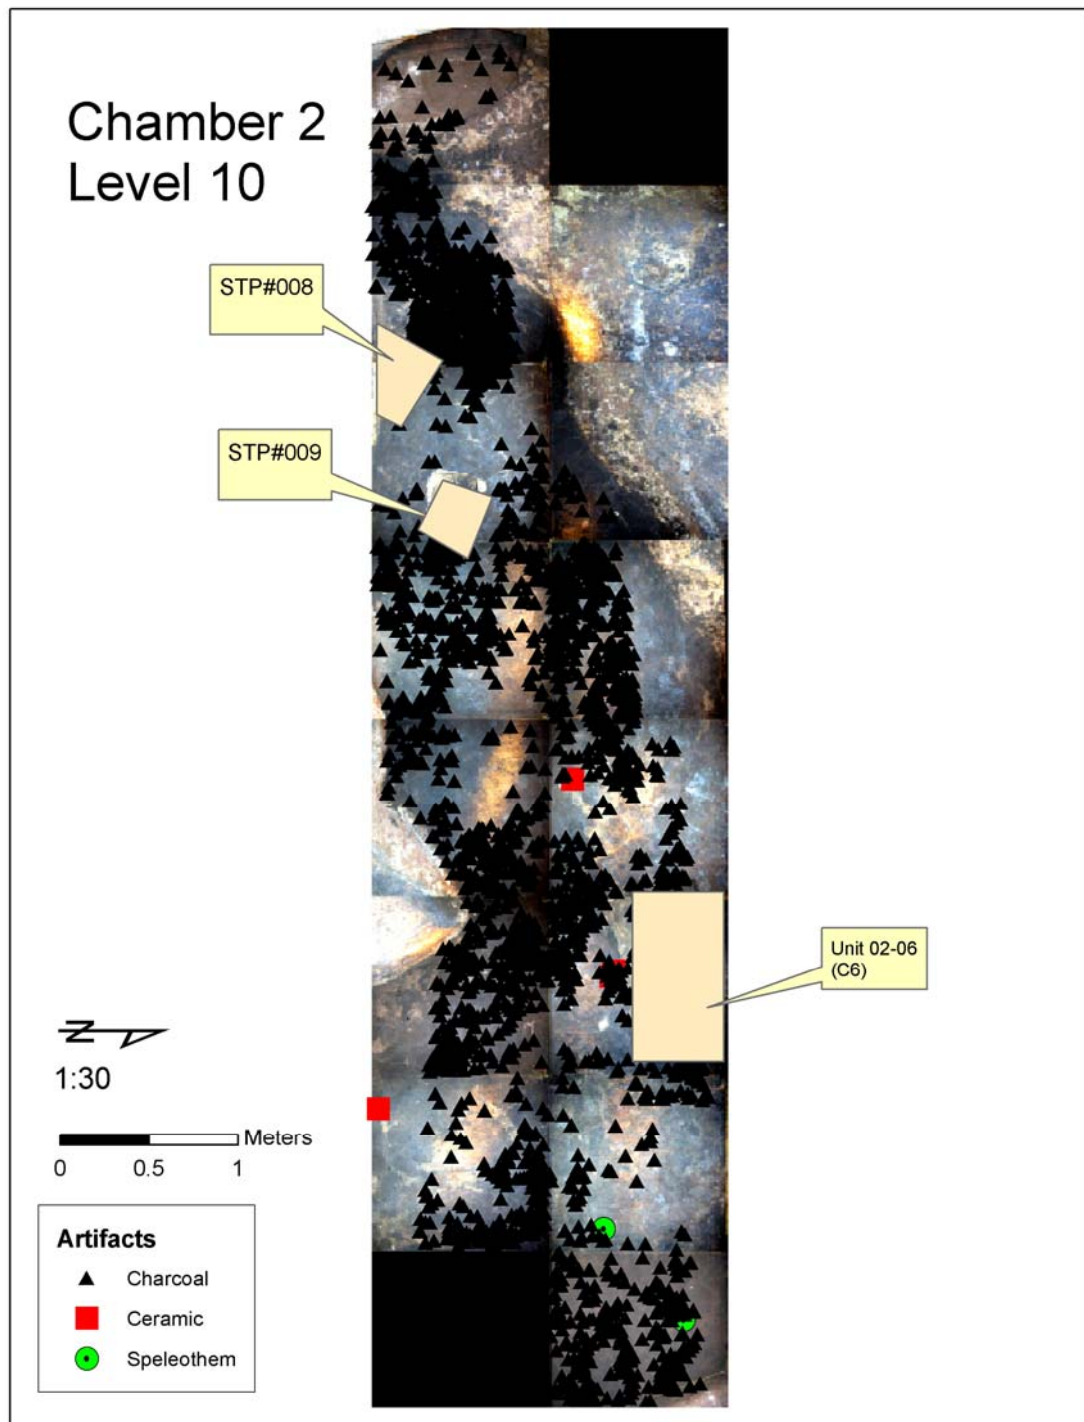 Chamber 2
Level 10
STP#008
STP#009
Unit 02-06
(C6)
N
1:30
Meters
0 0.5 1
Artifacts
Charcoal
Ceramic
Speleothem